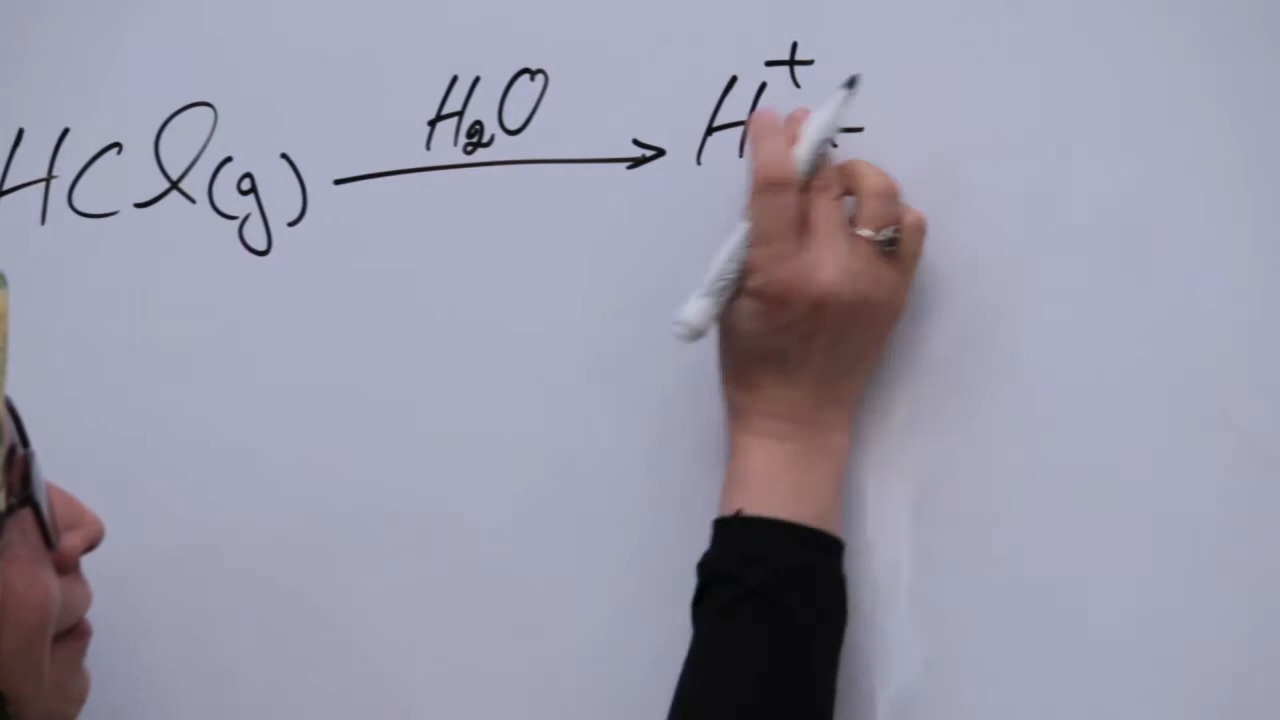 HCl(g) H₂O → H⁺